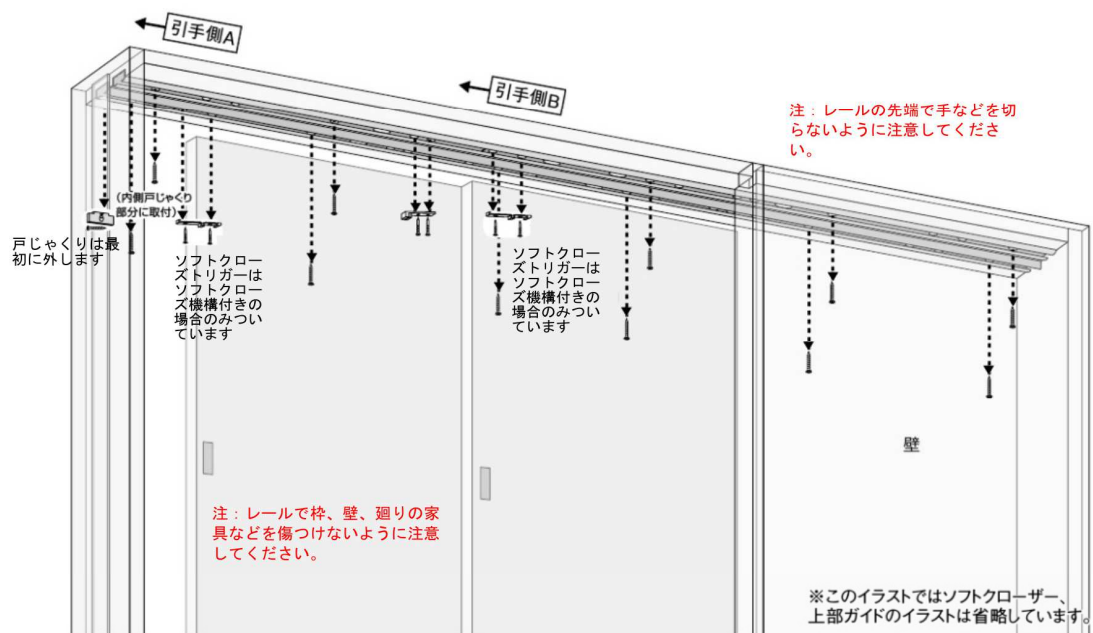 引手側A
引手側B
注：レールの先端で手などを切
らないように注意してくださ
い。
（内側戸じゃくり
部分に取付）
戸じゃくりは最
初に外します
ソフトクロー
ズトリガーは
ソフトクロー
ズ機構付きの
場合のみつい
ています
ソフトクロー
ズトリガーは
ソフトクロー
ズ機構付きの
場合のみつい
ています
壁
注：レールで枠、壁、廻りの家
具などを傷つけないように注意
してください。
※このイラストではソフトクローザー、
上部ガイドのイラストは省略しています。